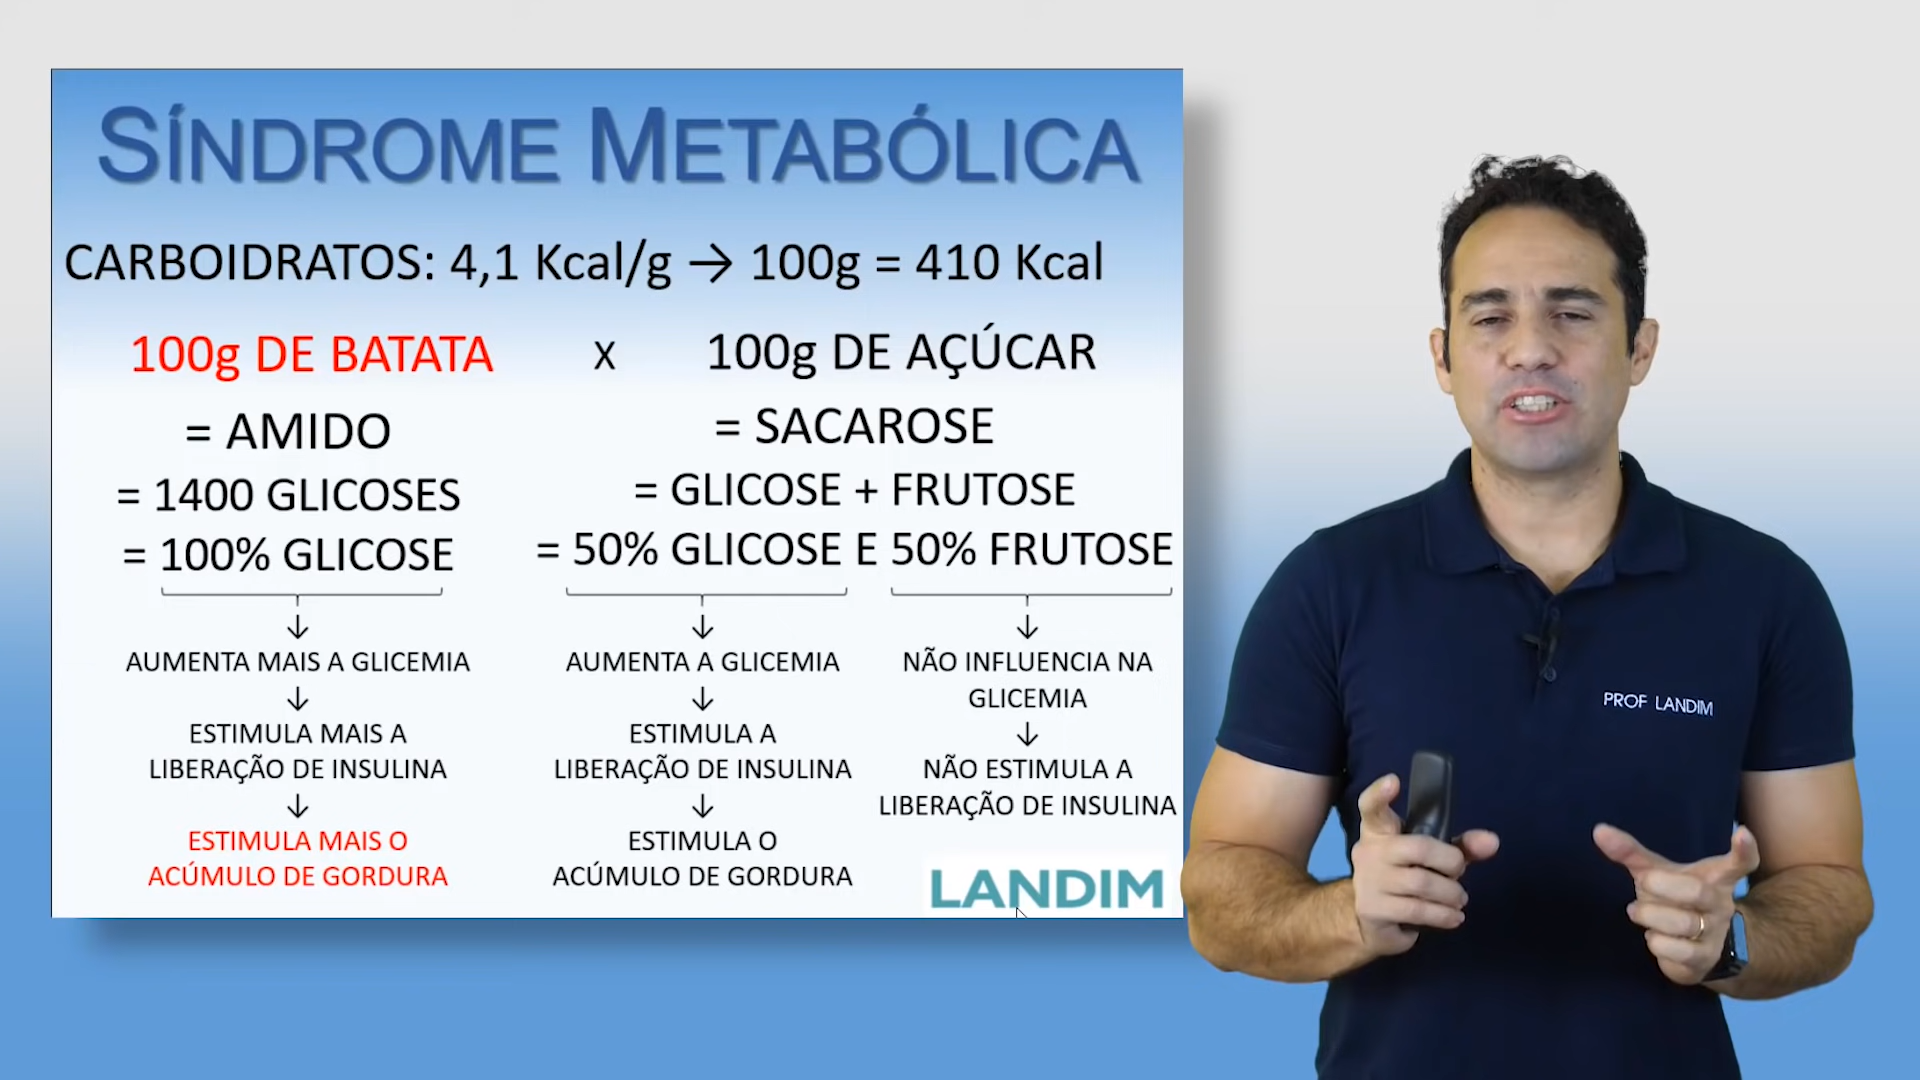 SÍNDROME METABÓLICA
CARBOIDRATOS: 4,1 Kcal/g → 100g = 410 Kcal
100g DE BATATA X 100g DE AÇÚCAR
= AMIDO
= SACAROSE
= 1400 GLICOSES
= GLICOSE + FRUTOSE
= 100% GLICOSE
= 50% GLICOSE E 50% FRUTOSE
↓
AUMENTA MAIS A GLICEMIA
↓
ESTIMULA MAIS A
LIBERAÇÃO DE INSULINA
↓
ESTIMULA MAIS O
ACÚMULO DE GORDURA
↓
AUMENTA A GLICEMIA
↓
ESTIMULA A
LIBERAÇÃO DE INSULINA
↓
ESTIMULA O
ACÚMULO DE GORDURA
↓
NÃO INFLUENCIA NA
GLICEMIA
↓
NÃO ESTIMULA A
LIBERAÇÃO DE INSULINA
LANDIM
PROF LANDIM